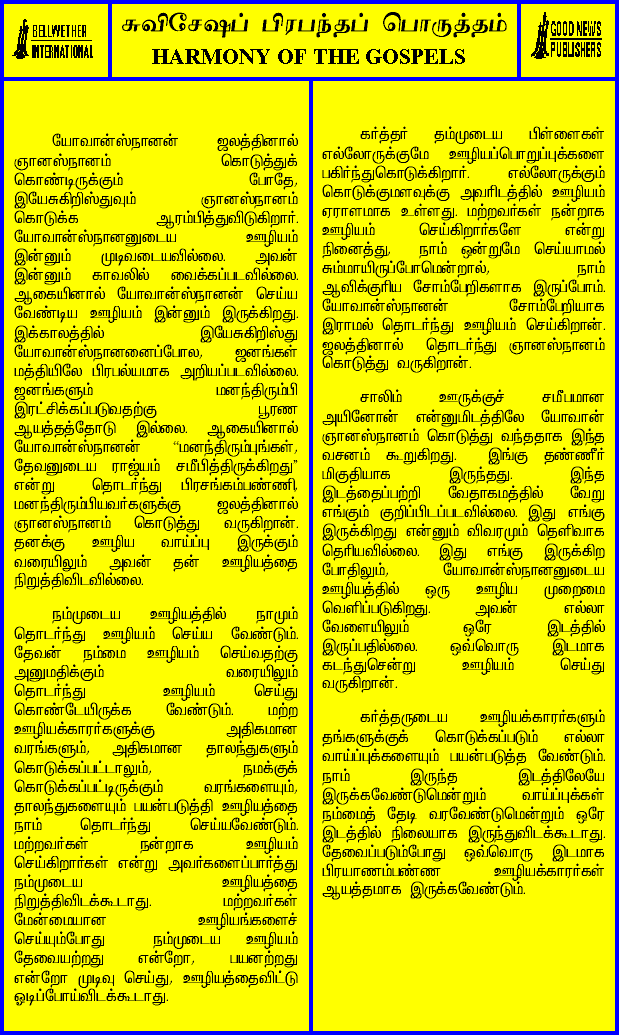 BELLWETHER
INTERNATIONAL
சுவிசேஷப் பிரபந்தப் பொருத்தம்
HARMONY OF THE GOSPELS
GOOD NEWS
PUBLISHERS
யோவான்ஸ்நானன் ஜலத்தினால்
ஞானஸ்நானம் கொடுத்துக்
கொண்டிருக்கும் போதே,
இயேசுகிறிஸ்துவும் ஞானஸ்நானம்
கொடுக்க ஆரம்பித்துவிடுகிறார்.
யோவான்ஸ்நானனுடைய ஊழியம்
இன்னும் முடிவடையவில்லை. அவன்
இன்னும் காவலில் வைக்கப்படவில்லை.
ஆகையினால் யோவான்ஸ்நானன் செய்ய
வேண்டிய ஊழியம் இன்னும் இருக்கிறது.
இக்காலத்தில் இயேசுகிறிஸ்து
யோவான்ஸ்நானனைப்போல, ஜனங்கள்
மத்தியிலே பிரபல்யமாக அறியப்படவில்லை.
ஜனங்களும் மனந்திரும்பி
இரட்சிக்கப்படுவதற்கு பூரண
ஆயத்தத்தோடு இல்லை. ஆகையினால்
யோவான்ஸ்நானன் “மனந்திரும்புங்கள்,
தேவனுடைய ராஜ்யம் சமீபித்திருக்கிறது”
என்று தொடர்ந்து பிரசங்கம்பண்ணி,
மனந்திரும்பியவர்களுக்கு ஜலத்தினால்
ஞானஸ்நானம் கொடுத்து வருகிறான்.
தனக்கு ஊழிய வாய்ப்பு இருக்கும்
வரையிலும் அவன் தன் ஊழியத்தை
நிறுத்திவிடவில்லை.
நம்முடைய ஊழியத்தில் நாமும்
தொடர்ந்து ஊழியம் செய்ய வேண்டும்.
தேவன் நம்மை ஊழியம் செய்வதற்கு
அனுமதிக்கும் வரையிலும்
தொடர்ந்து ஊழியம் செய்து
கொண்டேயிருக்க வேண்டும். மற்ற
ஊழியக்காரர்களுக்கு அதிகமான
வரங்களும், அதிகமான தாலந்துகளும்
கொடுக்கப்பட்டாலும், நமக்குக்
கொடுக்கப்பட்டிருக்கும் வரங்களையும்,
தாலந்துகளையும் பயன்படுத்தி ஊழியத்தை
நாம் தொடர்ந்து செய்யவேண்டும்.
மற்றவர்கள் நன்றாக ஊழியம்
செய்கிறார்கள் என்று அவர்களைப்பார்த்து
நம்முடைய ஊழியத்தை
நிறுத்திவிடக்கூடாது. மற்றவர்கள்
மேன்மையான ஊழியங்களைச்
செய்யும்போது நம்முடைய ஊழியம்
தேவையற்றது என்றோ, பயனற்றது
என்றோ முடிவு செய்து, ஊழியத்தைவிட்டு
ஓடிப்போய்விடக்கூடாது.
கர்த்தர் தம்முடைய பிள்ளைகள்
எல்லோருக்குமே ஊழியப்பொறுப்புக்களை
பகிர்ந்துகொடுக்கிறார். எல்லோருக்கும்
கொடுக்குமளவுக்கு அவரிடத்தில் ஊழியம்
ஏராளமாக உள்ளது. மற்றவர்கள் நன்றாக
ஊழியம் செய்கிறார்களே என்று
நினைத்து, நாம் ஒன்றுமே செய்யாமல்
சும்மாயிருப்போமென்றால், நாம்
ஆவிக்குரிய சோம்பேறிகளாக இருப்போம்.
யோவான்ஸ்நானன் சோம்பேறியாக
இராமல் தொடர்ந்து ஊழியம் செய்கிறான்.
ஜலத்தினால் தொடர்ந்து ஞானஸ்நானம்
கொடுத்து வருகிறான்.
சாலிம் ஊருக்குச் சமீபமான
அயினோன் என்னுமிடத்திலே யோவான்
ஞானஸ்நானம் கொடுத்து வந்ததாக இந்த
வசனம் கூறுகிறது. இங்கு தண்ணீர்
மிகுதியாக இருந்தது. இந்த
இடத்தைப்பற்றி வேதாகமத்தில் வேறு
எங்கும் குறிப்பிடப்படவில்லை. இது எங்கு
இருக்கிறது என்னும் விவரமும் தெளிவாக
தெரியவில்லை. இது எங்கு இருக்கிற
போதிலும், யோவான்ஸ்நானனுடைய
ஊழியத்தில் ஒரு ஊழிய முறைமை
வெளிப்படுகிறது. அவன் எல்லா
வேளையிலும் ஒரே இடத்தில்
இருப்பதில்லை. ஒவ்வொரு இடமாக
கடந்துசென்று ஊழியம் செய்து
வருகிறான்.
கர்த்தருடைய ஊழியக்காரர்களும்
தங்களுக்குக் கொடுக்கப்படும் எல்லா
வாய்ப்புக்களையும் பயன்படுத்த வேண்டும்.
நாம் இருந்த இடத்திலேயே
இருக்கவேண்டுமென்றும் வாய்ப்புக்கள்
நம்மைத் தேடி வரவேண்டுமென்றும் ஒரே
இடத்தில் நிலையாக இருந்துவிடக்கூடாது.
தேவைப்படும்போது ஒவ்வொரு இடமாக
பிரயாணம்பண்ண ஊழியக்காரர்கள்
ஆயத்தமாக இருக்கவேண்டும்.